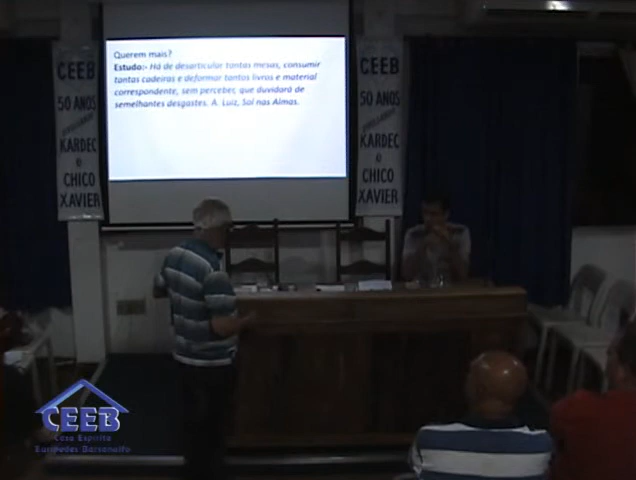 Querem mais?
Estudo:- Há de desarticular tantas mesas, consumir
tantas cadeiras e deformar tantos livros e material
correspondente, sem perceber, que duvidará de
semelhantes desgastes. A. Luiz, Sol nas Almas.
CEEB
50 ANOS
KARDEC
e
CHICO
XAVIER
CEEB
50 ANOS
KARDEC
e
CHICO
XAVIER
CEEB
Casa Espírita
Eurípedes Barsanulfo